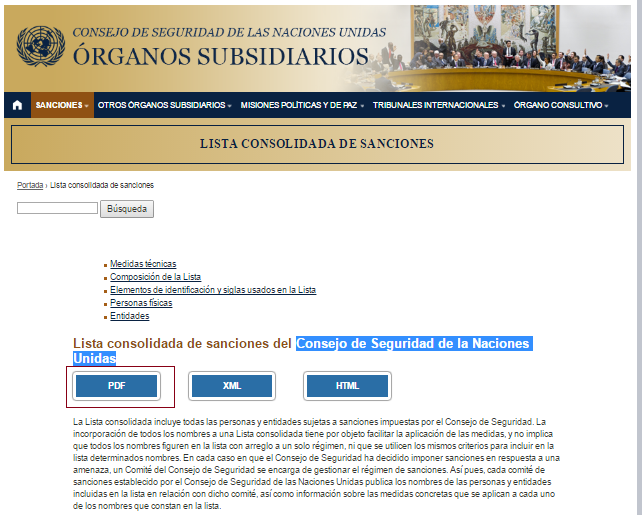 CONSEJO DE SEGURIDAD DE LAS NACIONES UNIDAS
ÓRGANOS SUBSIDIARIOS
SANCIONES OTROS ÓRGANOS SUBSIDIARIOS MISIONES POLÍTICAS Y DE PAZ TRIBUNALES INTERNACIONALES ÓRGANO CONSULTIVO
LISTA CONSOLIDADA DE SANCIONES
Portada › Lista consolidada de sanciones
Búsqueda
Medidas técnicas
Composición de la Lista
Elementos de identificación y siglas usados en la Lista
Personas físicas
Entidades
Lista consolidada de sanciones del Consejo de Seguridad de la Naciones
Unidas
PDF XML HTML
La Lista consolidada incluye todas las personas y entidades sujetas a sanciones impuestas por el Consejo de Seguridad. La
incorporación de todos los nombres a una Lista consolidada tiene por objeto facilitar la aplicación de las medidas, y no implica
que todos los nombres figuren en la lista con arreglo a un solo régimen, ni que se utilicen los mismos criterios para incluir en la
lista determinados nombres. En cada caso en que el Consejo de Seguridad ha decidido imponer sanciones en respuesta a una
amenaza, un Comité del Consejo de Seguridad se encarga de gestionar el régimen de sanciones. Así pues, cada comité de
sanciones establecido por el Consejo de Seguridad de las Naciones Unidas publica los nombres de las personas y entidades
incluidas en la lista en relación con dicho comité, así como información sobre las medidas concretas que se aplican a cada uno
de los nombres que constan en la lista.